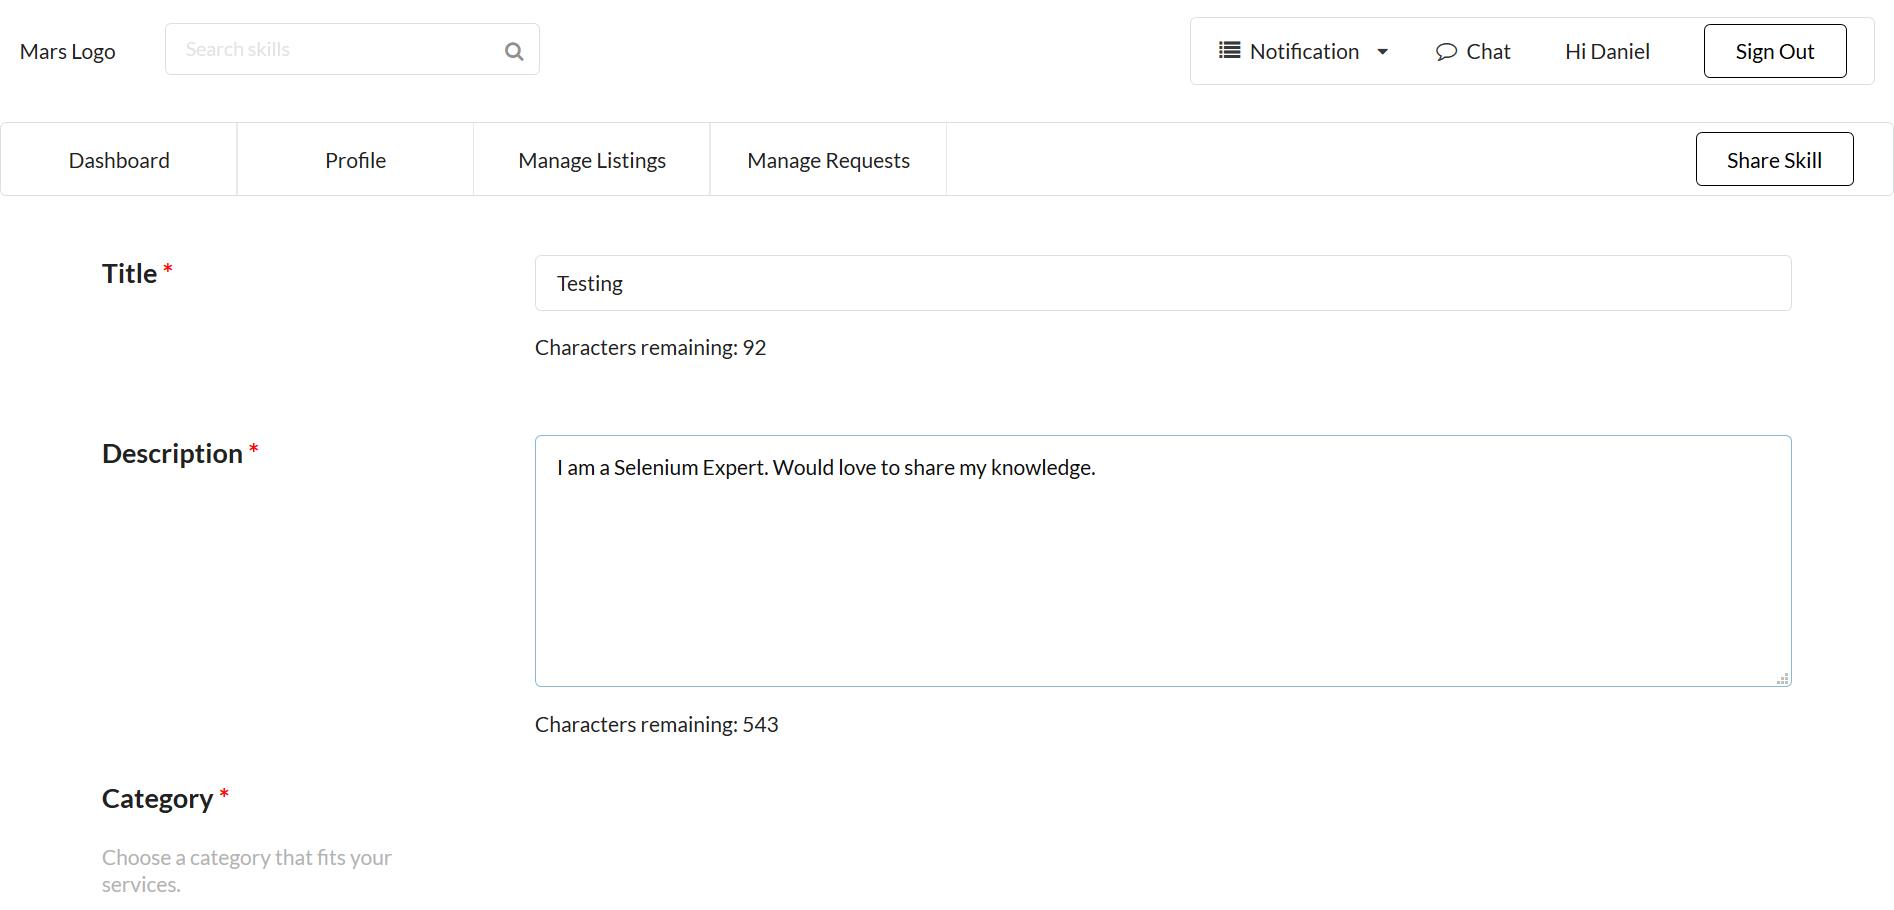 Mars Logo
Search skills
Notification
Chat
Hi Daniel
Sign Out
Dashboard
Profile
Manage Listings
Manage Requests
Share Skill
Title *
Testing
Characters remaining: 92
Description *
I am a Selenium Expert. Would love to share my knowledge.
Characters remaining: 543
Category *
Choose a category that fits your
services.